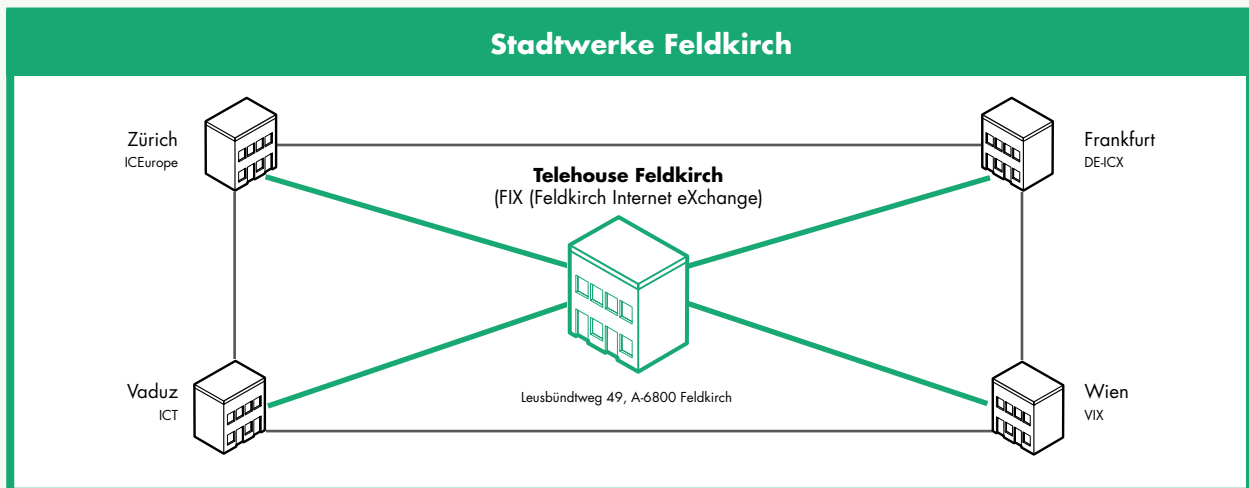 Stadtwerke Feldkirch
Zürich
ICEurope
Frankfurt
DE-ICX
Telehouse Feldkirch
(FIX (Feldkirch Internet eXchange)
Vaduz
ICT
Leusbündtweg 49, A-6800 Feldkirch
Wien
VIX